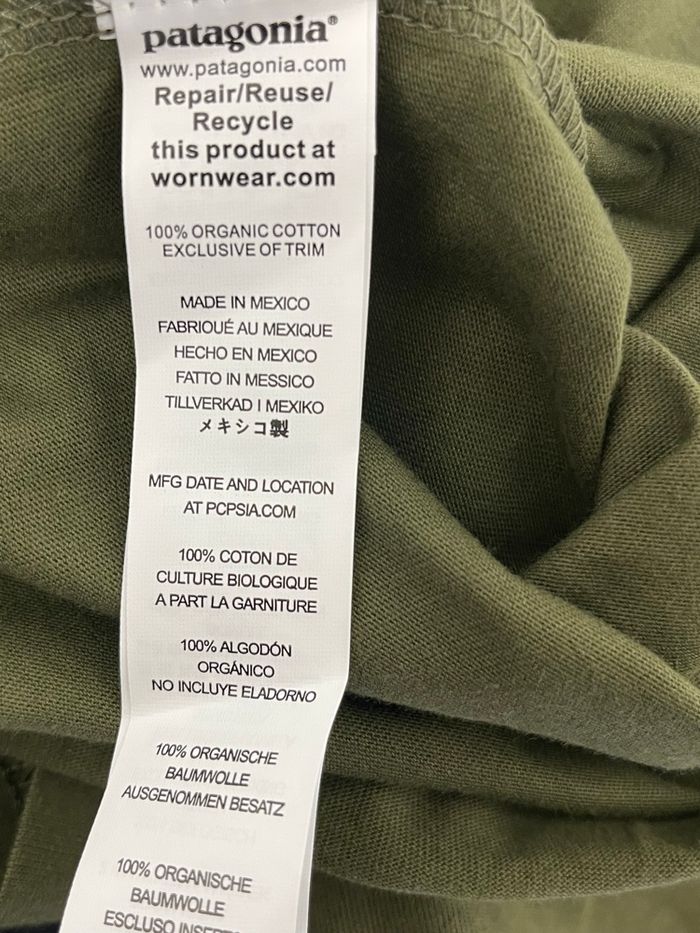 patagonia®
www.patagonia.com
Repair/Reuse/
Recycle
this product at
wornwear.com
100% ORGANIC COTTON
EXCLUSIVE OF TRIM
MADE IN MEXICO
FABRIOUÉ AU MEXIQUE
HECHO EN MEXICO
FATTO IN MESSICO
TILLVERKAD I MEXIKO
メキシコ製
MFG DATE AND LOCATION
AT PCPSIA.COM
100% COTON DE
CULTURE BIOLOGIQUE
A PART LA GARNITURE
100% ALGODÓN
ORGÁNICO
NO INCLUYE ELADORNO
100% ORGANISCHE
BAUMWOLLE
AUSGENOMMEN BESATZ
100% ORGANISCHE
BAUMWOLLE
ESCLUSO